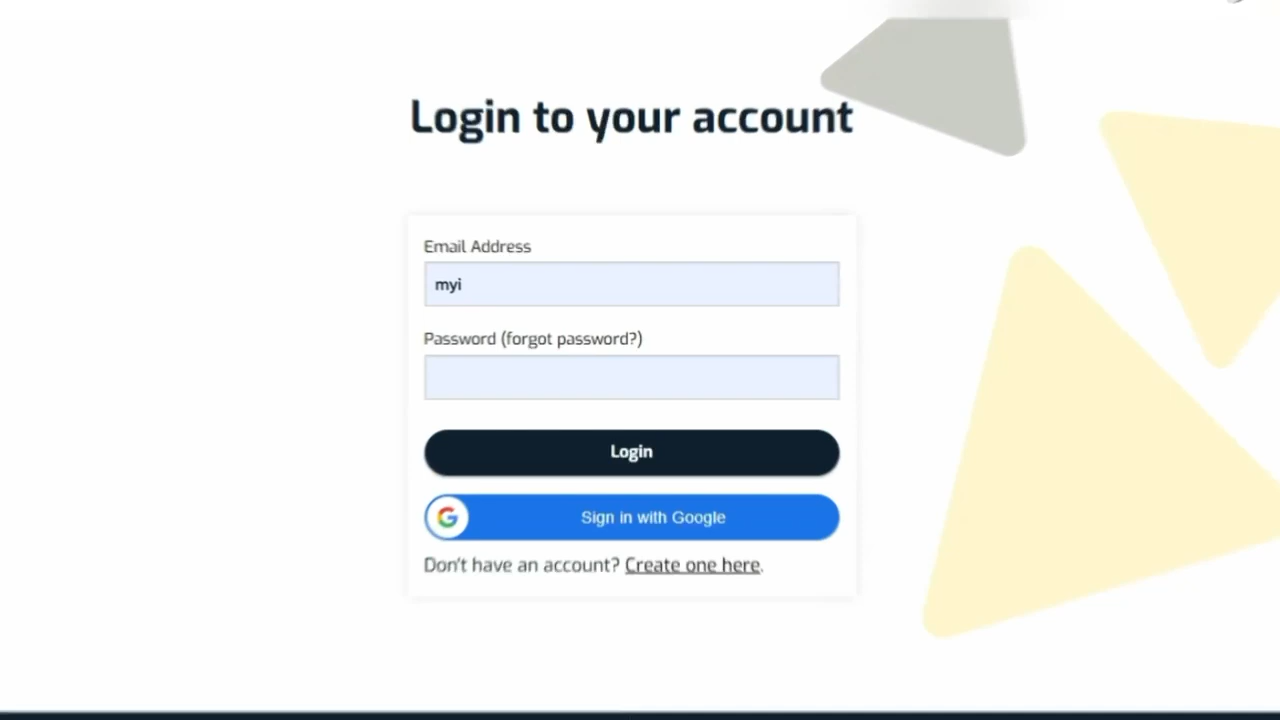 Login to your account
Email Address
myi
Password (forgot password?)
Login
Sign in with Google
Don't have an account? Create one here.